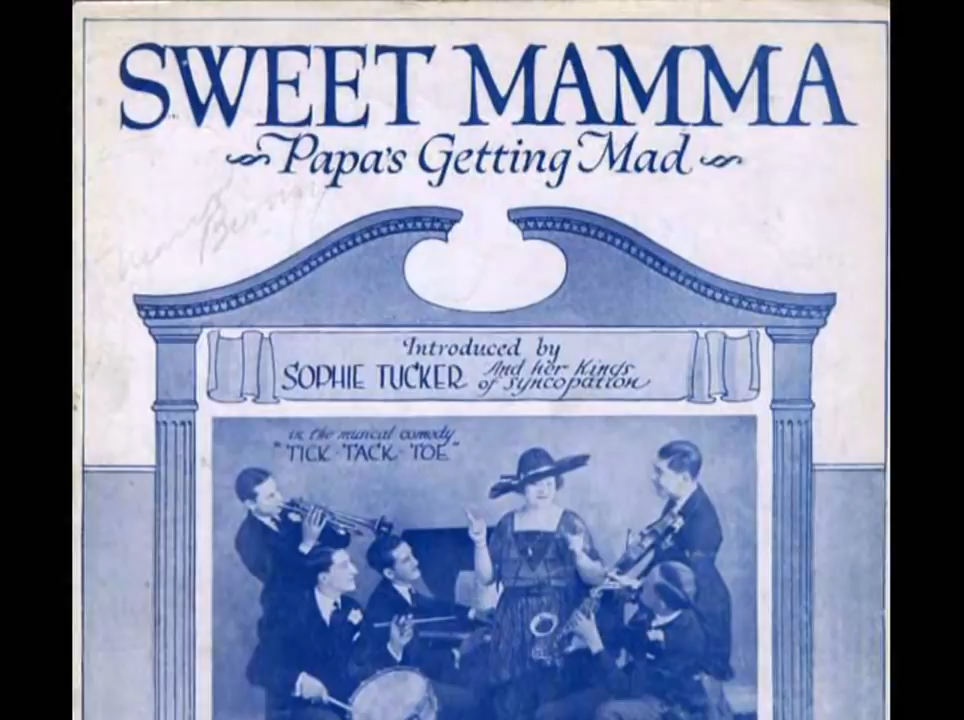 SWEET MAMMA
Papa's Getting Mad
Introduced by
SOPHIE TUCKER And her Kings of Syncopation
in the musical comedy
"TICK-TACK-TOE"